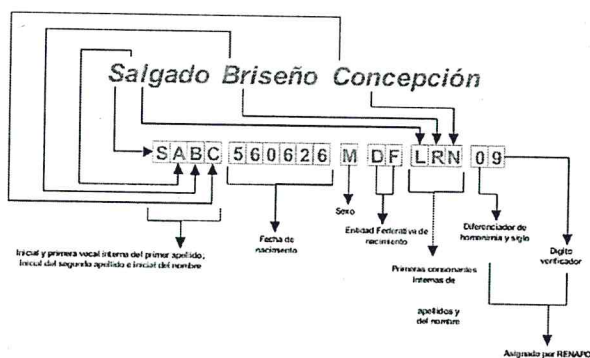 Salgado Briseño Concepción
SABC 560626 M DF LRN 09
Sexo
Entidad Federativa de
nacimiento
Diferenciador de
homonimia y siglo
Fecha de
nacimiento
Inicial y primera vocal interna del primer apellido;
Inicial del segundo apellido e inicial del nombre
Digito
verificador
Primeras consonantes
Internas de
apellidos y
del nombre
Asignado por RENAPO